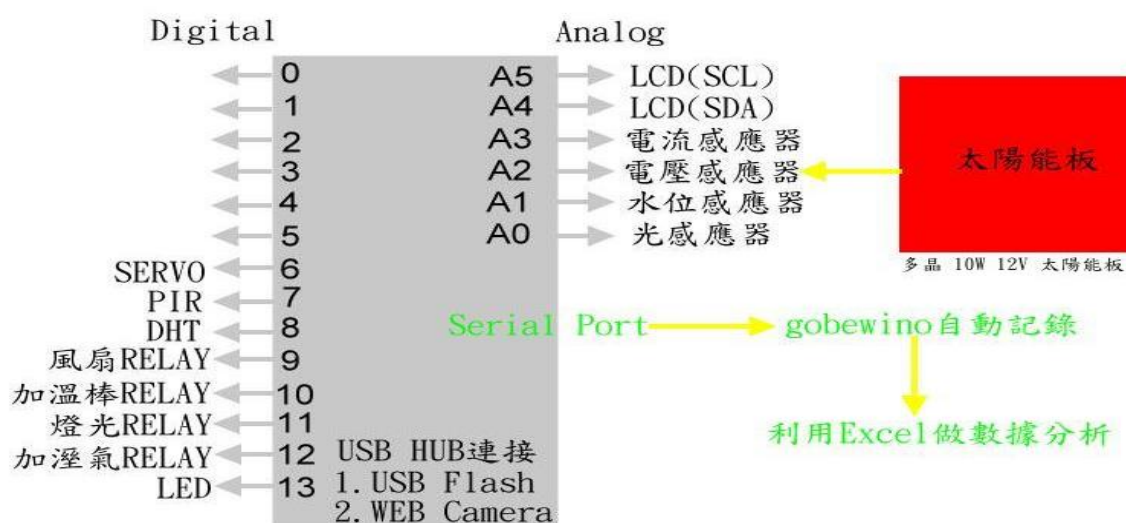 Digital
Analog
0
1
2
3
4
5
SERVO 6
PIR 7
DHT 8
風扇RELAY 9
加溫棒RELAY 10
燈光RELAY 11
加溼氣RELAY 12
LED 13
A5 LCD(SCL)
A4 LCD(SDA)
A3 電流感應器
A2 電壓感應器
A1 水位感應器
A0 光感應器
太陽能板
多晶 10W 12V 太陽能板
Serial Port
gobewino自動記錄
利用Excel做數據分析
USB HUB連接
1.USB Flash
2.WEB Camera